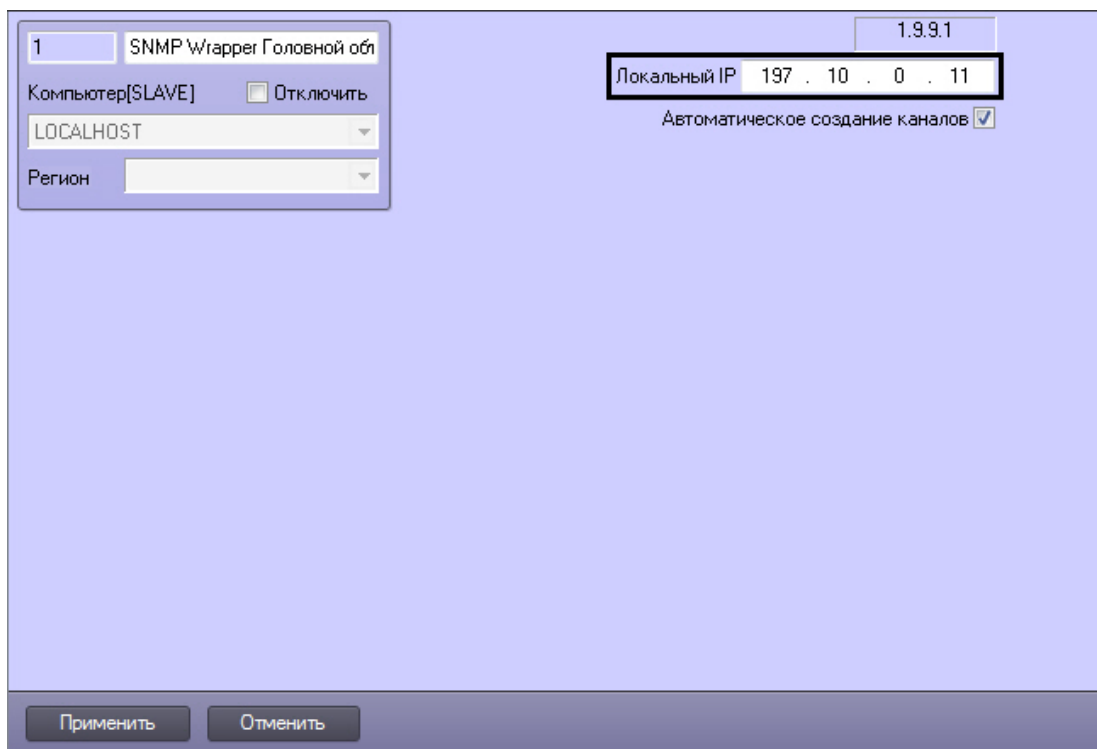 1 SNMP Wrapper Головной
Компьютер[SLAVE] Отключить
LOCALHOST
Регион
1.9.9.1
Локальный IP 197 . 10 . 0 . 11
Автоматическое создание каналов
Применить Отменить